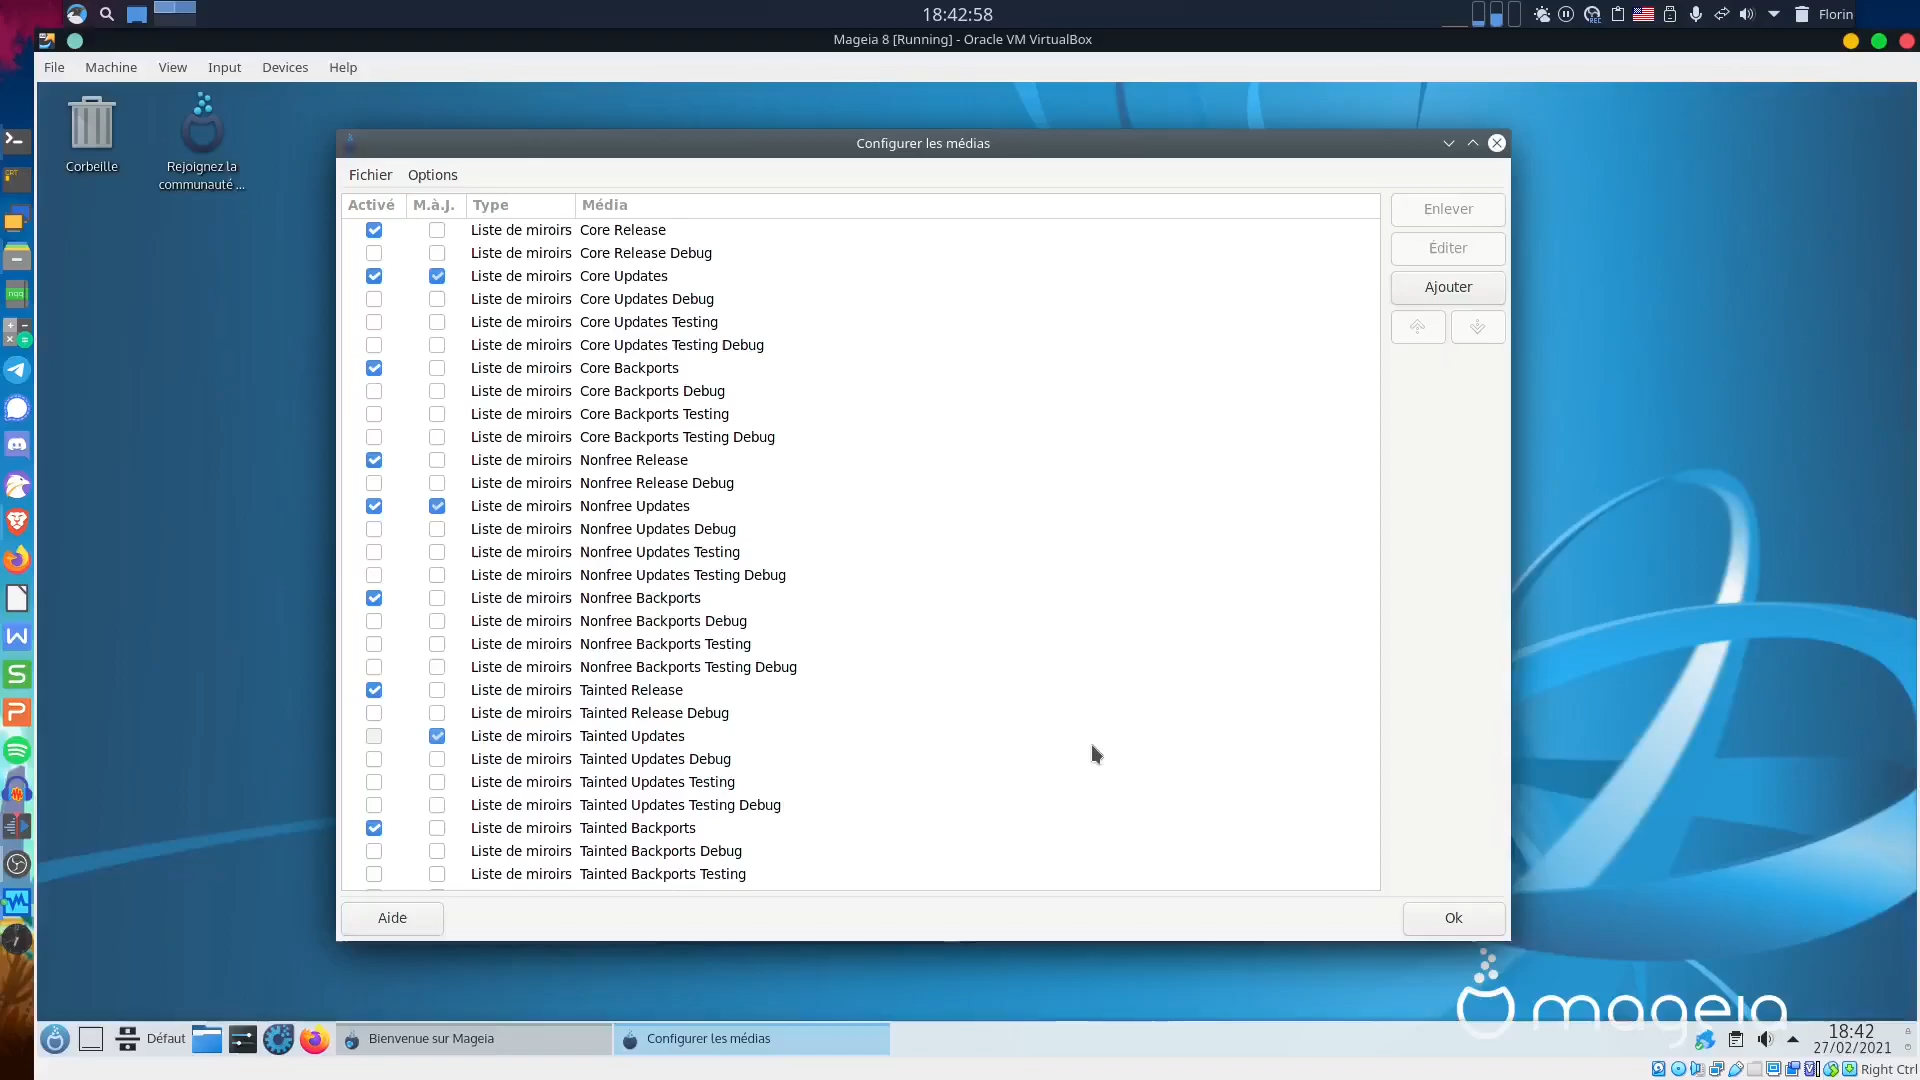 18:42:58
Florin
Mageia 8 [Running] - Oracle VM VirtualBox
File Machine View Input Devices Help
Corbeille
Rejoignez la
communauté ...
Configurer les médias
Fichier Options
Activé M.à.J. Type Média
Liste de miroirs Core Release
Liste de miroirs Core Release Debug
Liste de miroirs Core Updates
Liste de miroirs Core Updates Debug
Liste de miroirs Core Updates Testing
Liste de miroirs Core Updates Testing Debug
Liste de miroirs Core Backports
Liste de miroirs Core Backports Debug
Liste de miroirs Core Backports Testing
Liste de miroirs Core Backports Testing Debug
Liste de miroirs Nonfree Release
Liste de miroirs Nonfree Release Debug
Liste de miroirs Nonfree Updates
Liste de miroirs Nonfree Updates Debug
Liste de miroirs Nonfree Updates Testing
Liste de miroirs Nonfree Updates Testing Debug
Liste de miroirs Nonfree Backports
Liste de miroirs Nonfree Backports Debug
Liste de miroirs Nonfree Backports Testing
Liste de miroirs Nonfree Backports Testing Debug
Liste de miroirs Tainted Release
Liste de miroirs Tainted Release Debug
Liste de miroirs Tainted Updates
Liste de miroirs Tainted Updates Debug
Liste de miroirs Tainted Updates Testing
Liste de miroirs Tainted Updates Testing Debug
Liste de miroirs Tainted Backports
Liste de miroirs Tainted Backports Debug
Liste de miroirs Tainted Backports Testing
Enlever
Éditer
Ajouter
Aide
Ok
mageia
Défaut
Bienvenue sur Mageia
Configurer les médias
18:42
27/02/2021
Right Ctrl